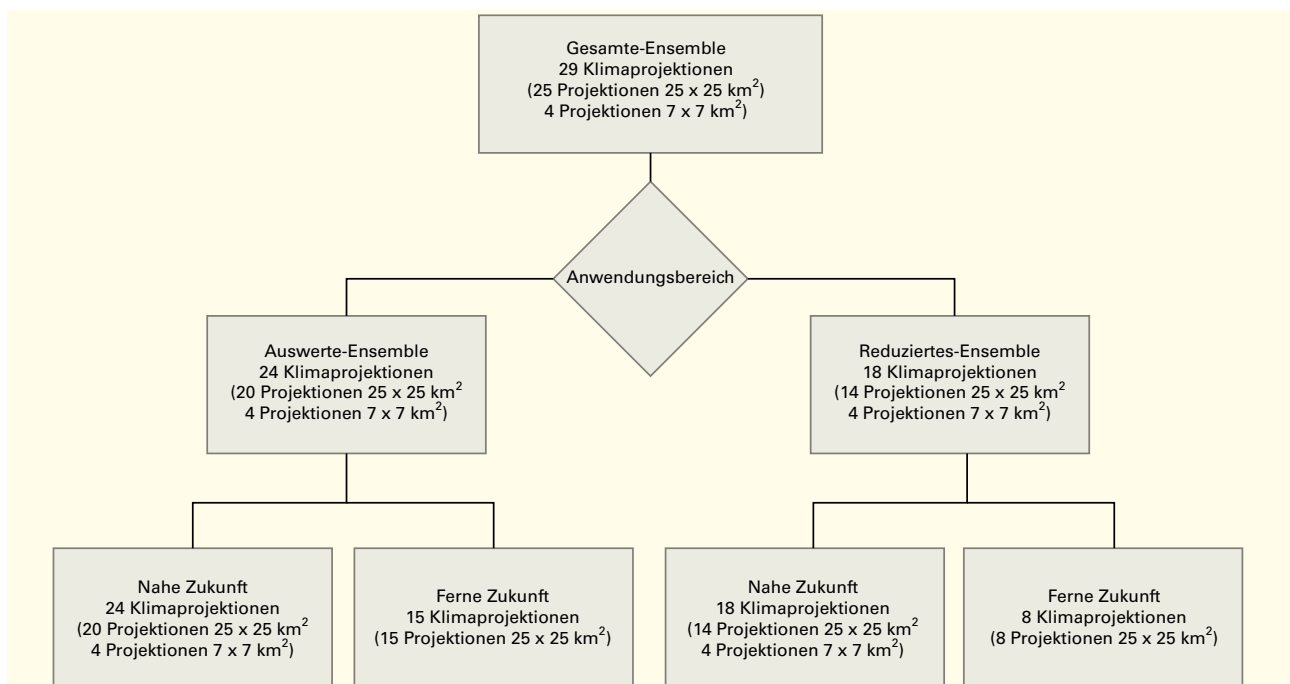 Gesamte-Ensemble
29 Klimaprojektionen
(25 Projektionen 25 x 25 km²)
4 Projektionen 7 x 7 km²)
Anwendungsbereich
Auswerte-Ensemble
24 Klimaprojektionen
(20 Projektionen 25 x 25 km²
4 Projektionen 7 x 7 km²)
Reduziertes-Ensemble
18 Klimaprojektionen
(14 Projektionen 25 x 25 km²
4 Projektionen 7 x 7 km²)
Nahe Zukunft
24 Klimaprojektionen
(20 Projektionen 25 x 25 km²
4 Projektionen 7 x 7 km²)
Ferne Zukunft
15 Klimaprojektionen
(15 Projektionen 25 x 25 km²)
Nahe Zukunft
18 Klimaprojektionen
(14 Projektionen 25 x 25 km²
4 Projektionen 7 x 7 km²)
Ferne Zukunft
8 Klimaprojektionen
(8 Projektionen 25 x 25 km²)